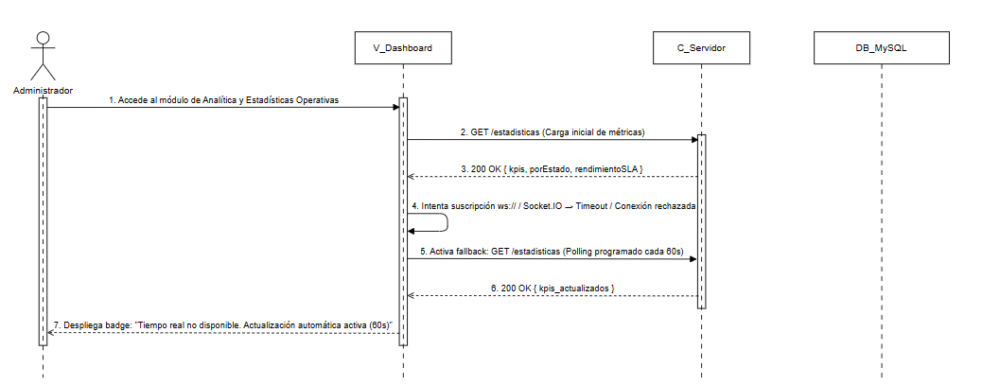 V_Dashboard
C_Servidor
DB_MySQL
Administrador
1. Accede al módulo de Analítica y Estadísticas Operativas
2. GET /estadisticas (Carga inicial de métricas)
3. 200 OK { kpis, porEstado, rendimientoSLA }
4. Intenta suscripción ws:// / Socket.IO → Timeout / Conexión rechazada
5. Activa fallback: GET /estadisticas (Polling programado cada 60s)
6. 200 OK { kpis_actualizados }
7. Despliega badge: "Tiempo real no disponible. Actualización automática activa (60s)"